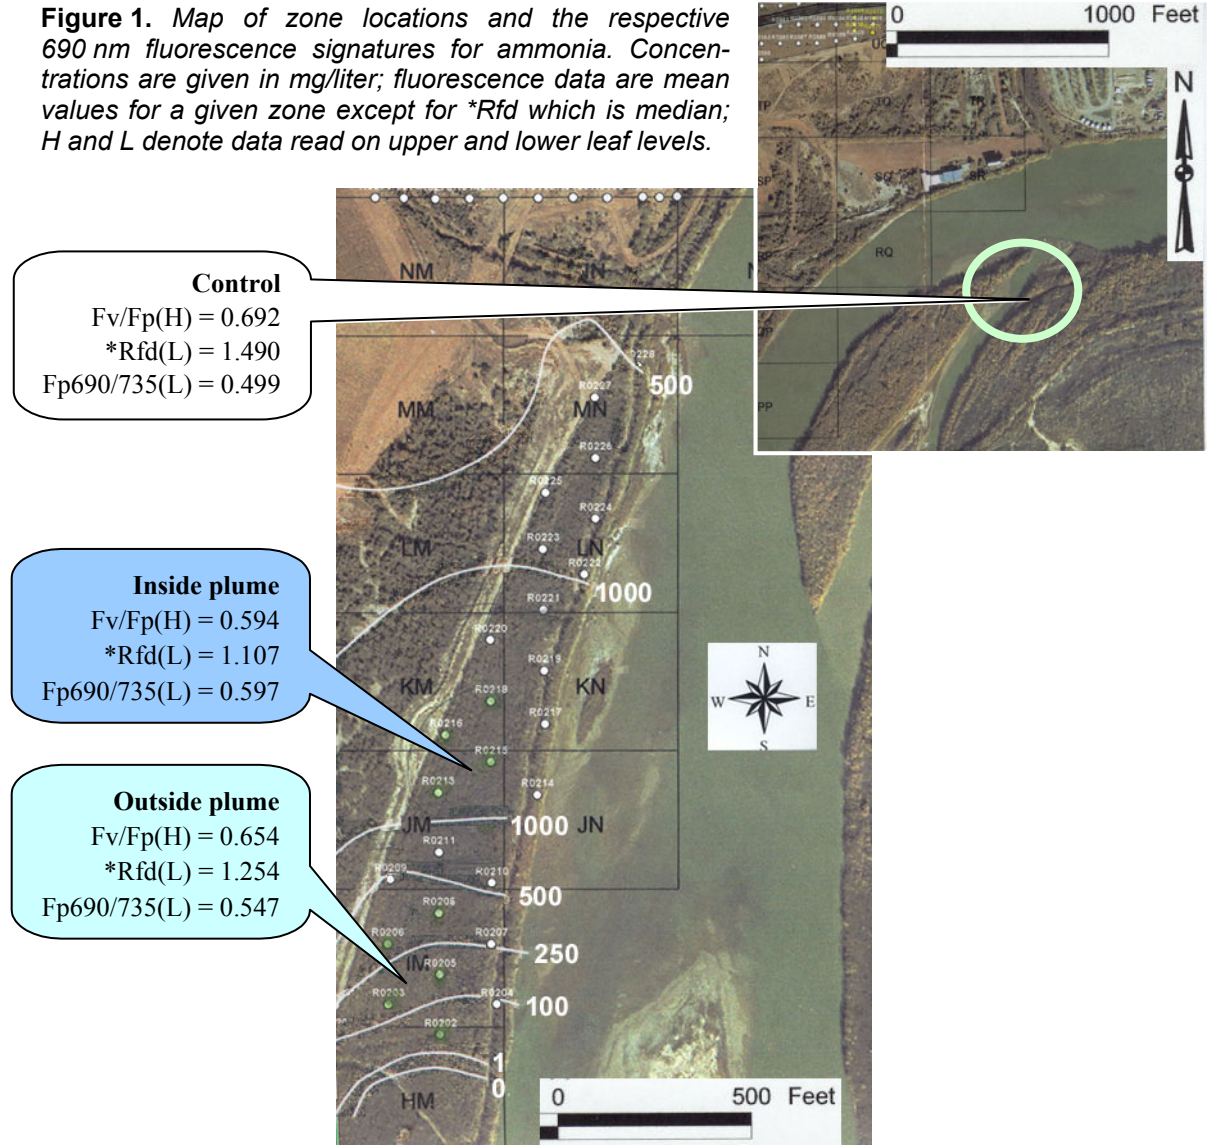 Figure 1. Map of zone locations and the respective
690 nm fluorescence signatures for ammonia. Concen-
trations are given in mg/liter; fluorescence data are mean
values for a given zone except for *Rfd which is median;
H and L denote data read on upper and lower leaf levels.
0 1000 Feet
N
TQ
TR
SP
SQ
SR
RQ
PP
Control
Fv/Fp(H) = 0.692
*Rfd(L) = 1.490
Fp690/735(L) = 0.499
Inside plume
Fv/Fp(H) = 0.594
*Rfd(L) = 1.107
Fp690/735(L) = 0.597
Outside plume
Fv/Fp(H) = 0.654
*Rfd(L) = 1.254
Fp690/735(L) = 0.547
NM
N
500
R0227
MM
MN
R0226
R0225
R0224
LM
R0223
LN
R0222
1000
R0221
R0220
R0219
KM
R0218
KN
R0217
R0216
R0215
R0213
R0214
JM
1000
JN
R0211
R0209
R0210
500
R0208
R0206
R0207
250
IM
R0205
R0203
R0204
100
R0202
1
0
HM
N
W E
S
0 500 Feet